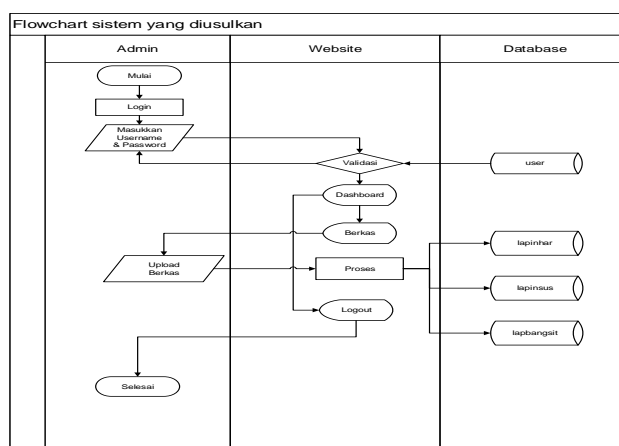 Flowchart sistem yang diusulkan
Admin
Website
Database
Mulai
Login
Masukkan
Username
& Password
Validasi
user
Dashboard
Berkas
Upload
Berkas
Proses
lapinhar
lapinsus
Logout
lapbangsit
Selesai